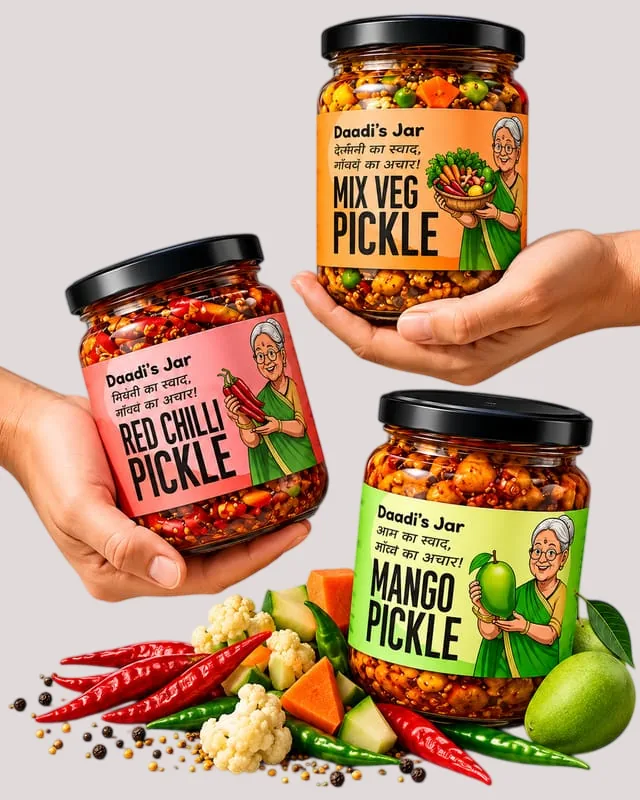 Daadi's Jar
का स्वाद,
का अचार!
MIX VEG
PICKLE
Daadi's Jar
का स्वाद,
का अचार!
RED CHILLI
PICKLE
Daadi's Jar
आम का स्वाद,
का अचार!
MANGO
PICKLE